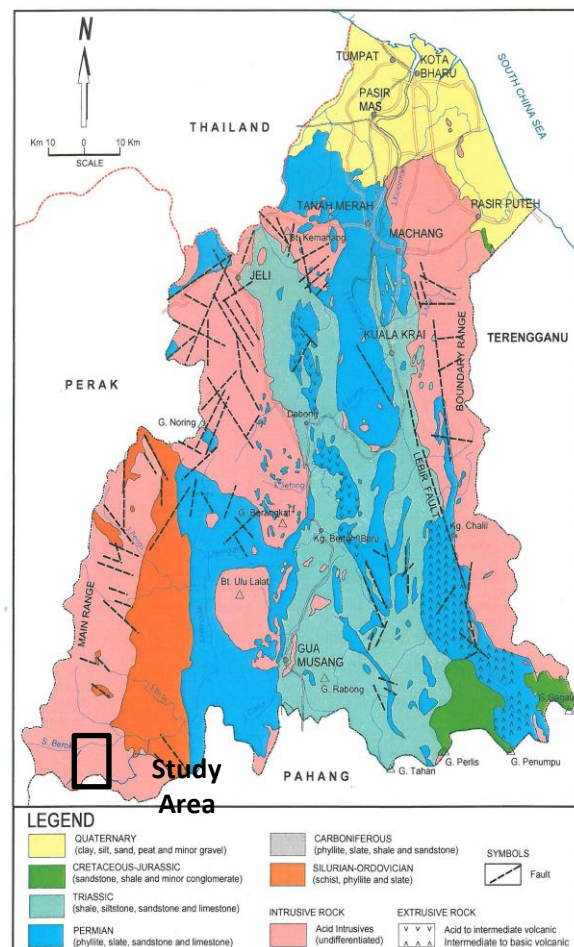 N
Km 10 0 10 Km
SCALE
THAILAND
TUMPAT
KOTA
BHARU
PASIR
MAS
SOUTH CHINA SEA
S.Kelantan
TANAH MERAH
PASIR PUTEH
MACHANG
Bt. Kemahang
JELI
KUALA KRAI
TERENGGANU
BOUNDARY RANGE
PERAK
G. Noring
Dabong
LEBIR FAULT
G. Berangkat
Kg. Chalil
Bt. Ulu Lalat
MAIN RANGE
GUA
MUSANG
G. Rabong
G. Gagau
S. Berok
Study
Area
PAHANG
G. Tahan
G. Perlis
G. Penumpu
LEGEND
QUATERNARY
(clay, silt, sand, peat and minor gravel)
CRETACEOUS-JURASSIC
(sandstone, shale and minor conglomerate)
TRIASSIC
(shale, siltstone, sandstone and limestone)
PERMIAN
(phyllite, slate, sandstone and limestone)
CARBONIFEROUS
(phyllite, slate, shale and sandstone)
SILURIAN-ORDOVICIAN
(schist, phyllite and slate)
INTRUSIVE ROCK
Acid Intrusives
(undifferentiated)
SYMBOLS
Fault
EXTRUSIVE ROCK
Acid to intermediate volcanic
Intermediate to basic volcanic